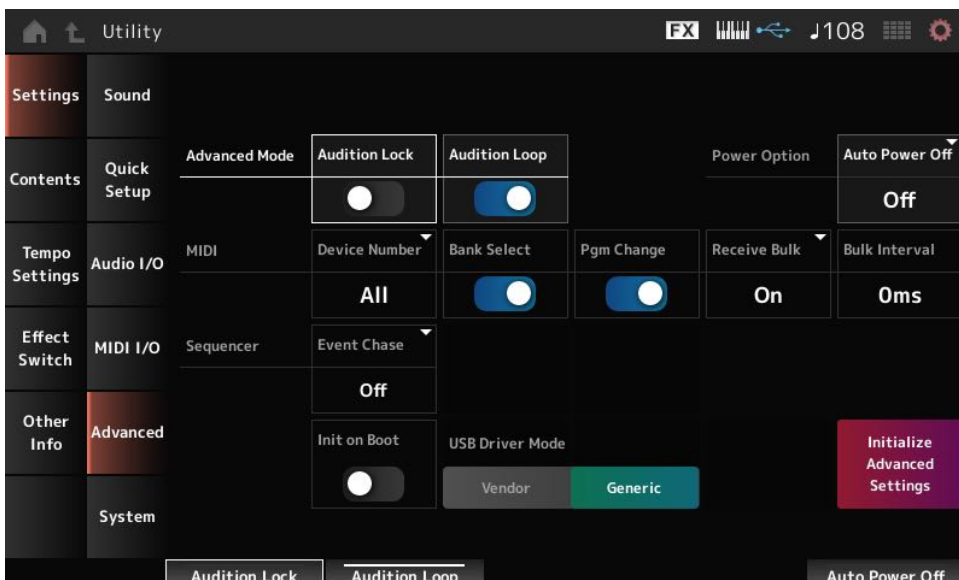 Utility
FX
♩108
Settings
Sound
Advanced Mode
Audition Lock
Audition Loop
Power Option
Auto Power Off
Off
Contents
Quick
Setup
Tempo
Settings
Audio I/O
MIDI
Device Number
All
Bank Select
Pgm Change
Receive Bulk
On
Bulk Interval
0ms
Effect
Switch
MIDI I/O
Sequencer
Event Chase
Off
Other
Info
Advanced
Init on Boot
USB Driver Mode
Vendor
Generic
Initialize
Advanced
Settings
System
Audition Lock
Audition Loop
Auto Power Off